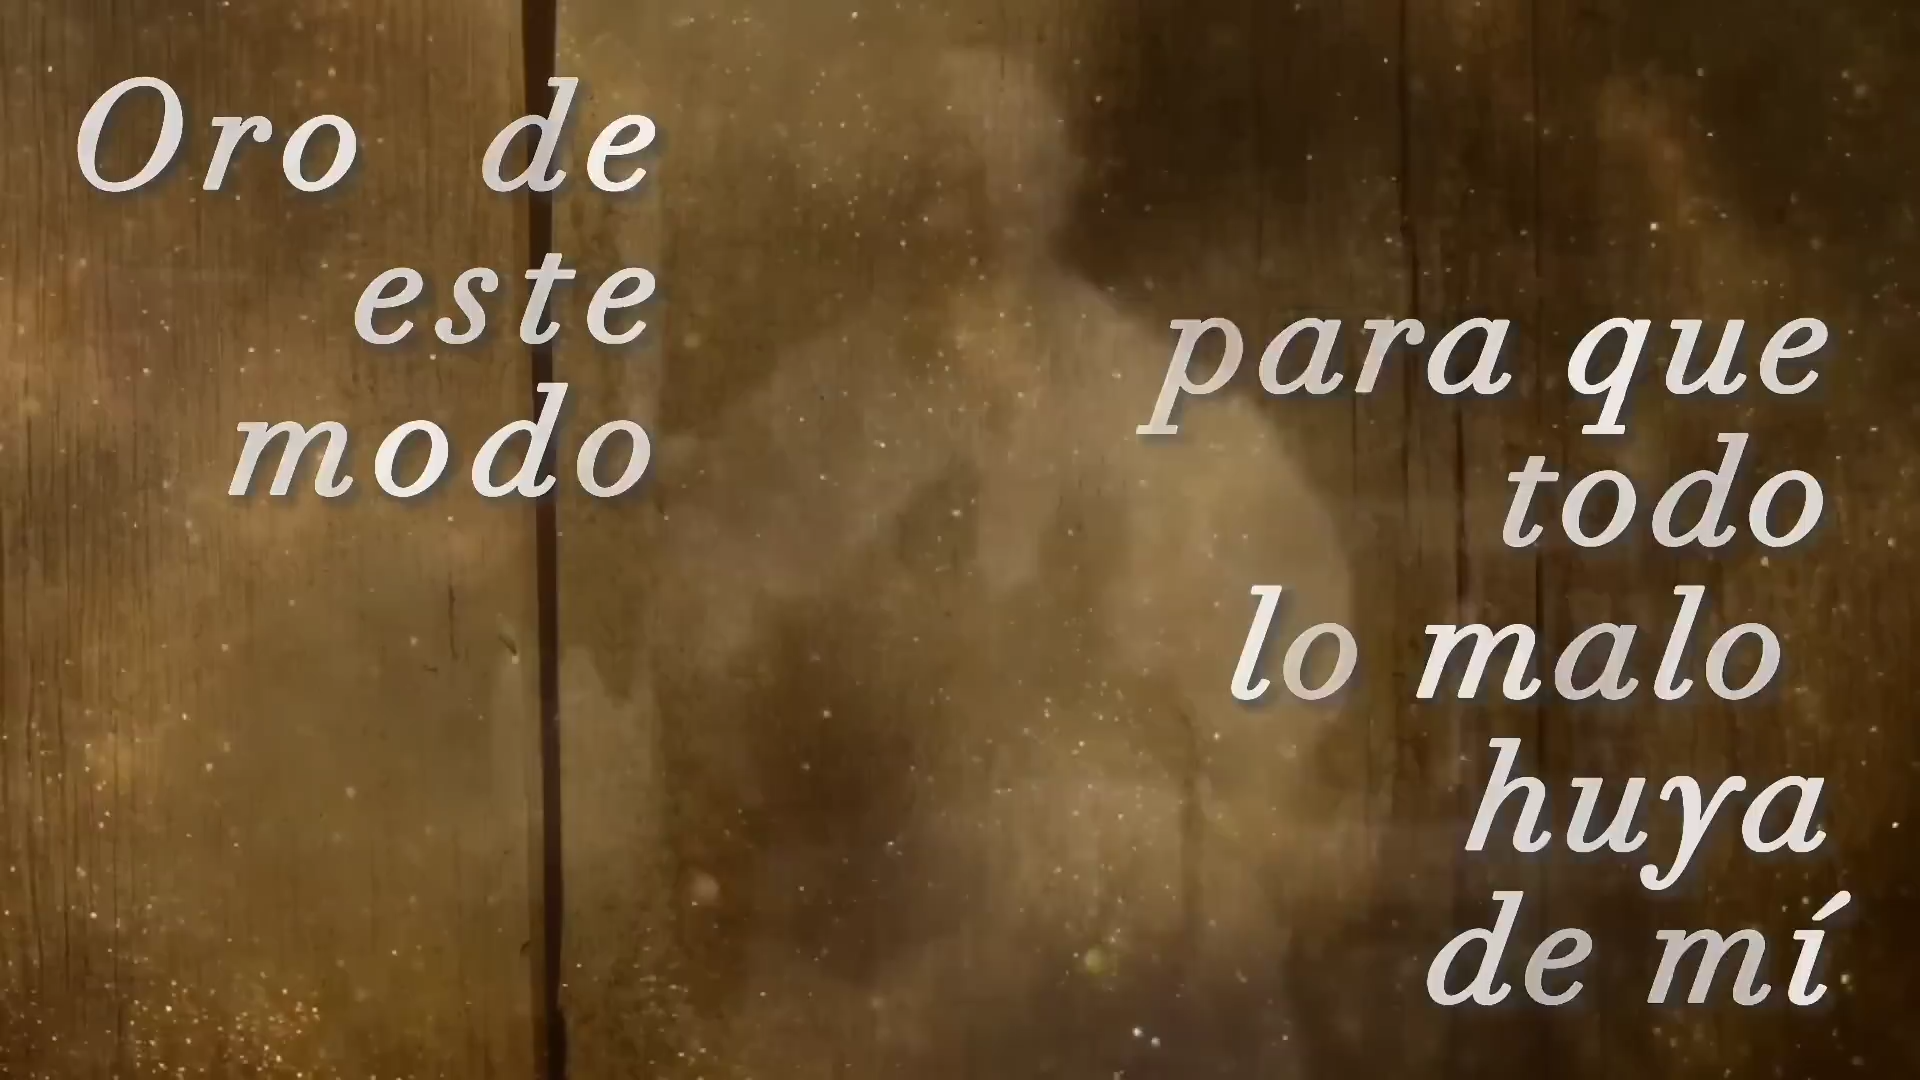 Oro de
este
modo
para que
todo
lo malo
huya
de mí